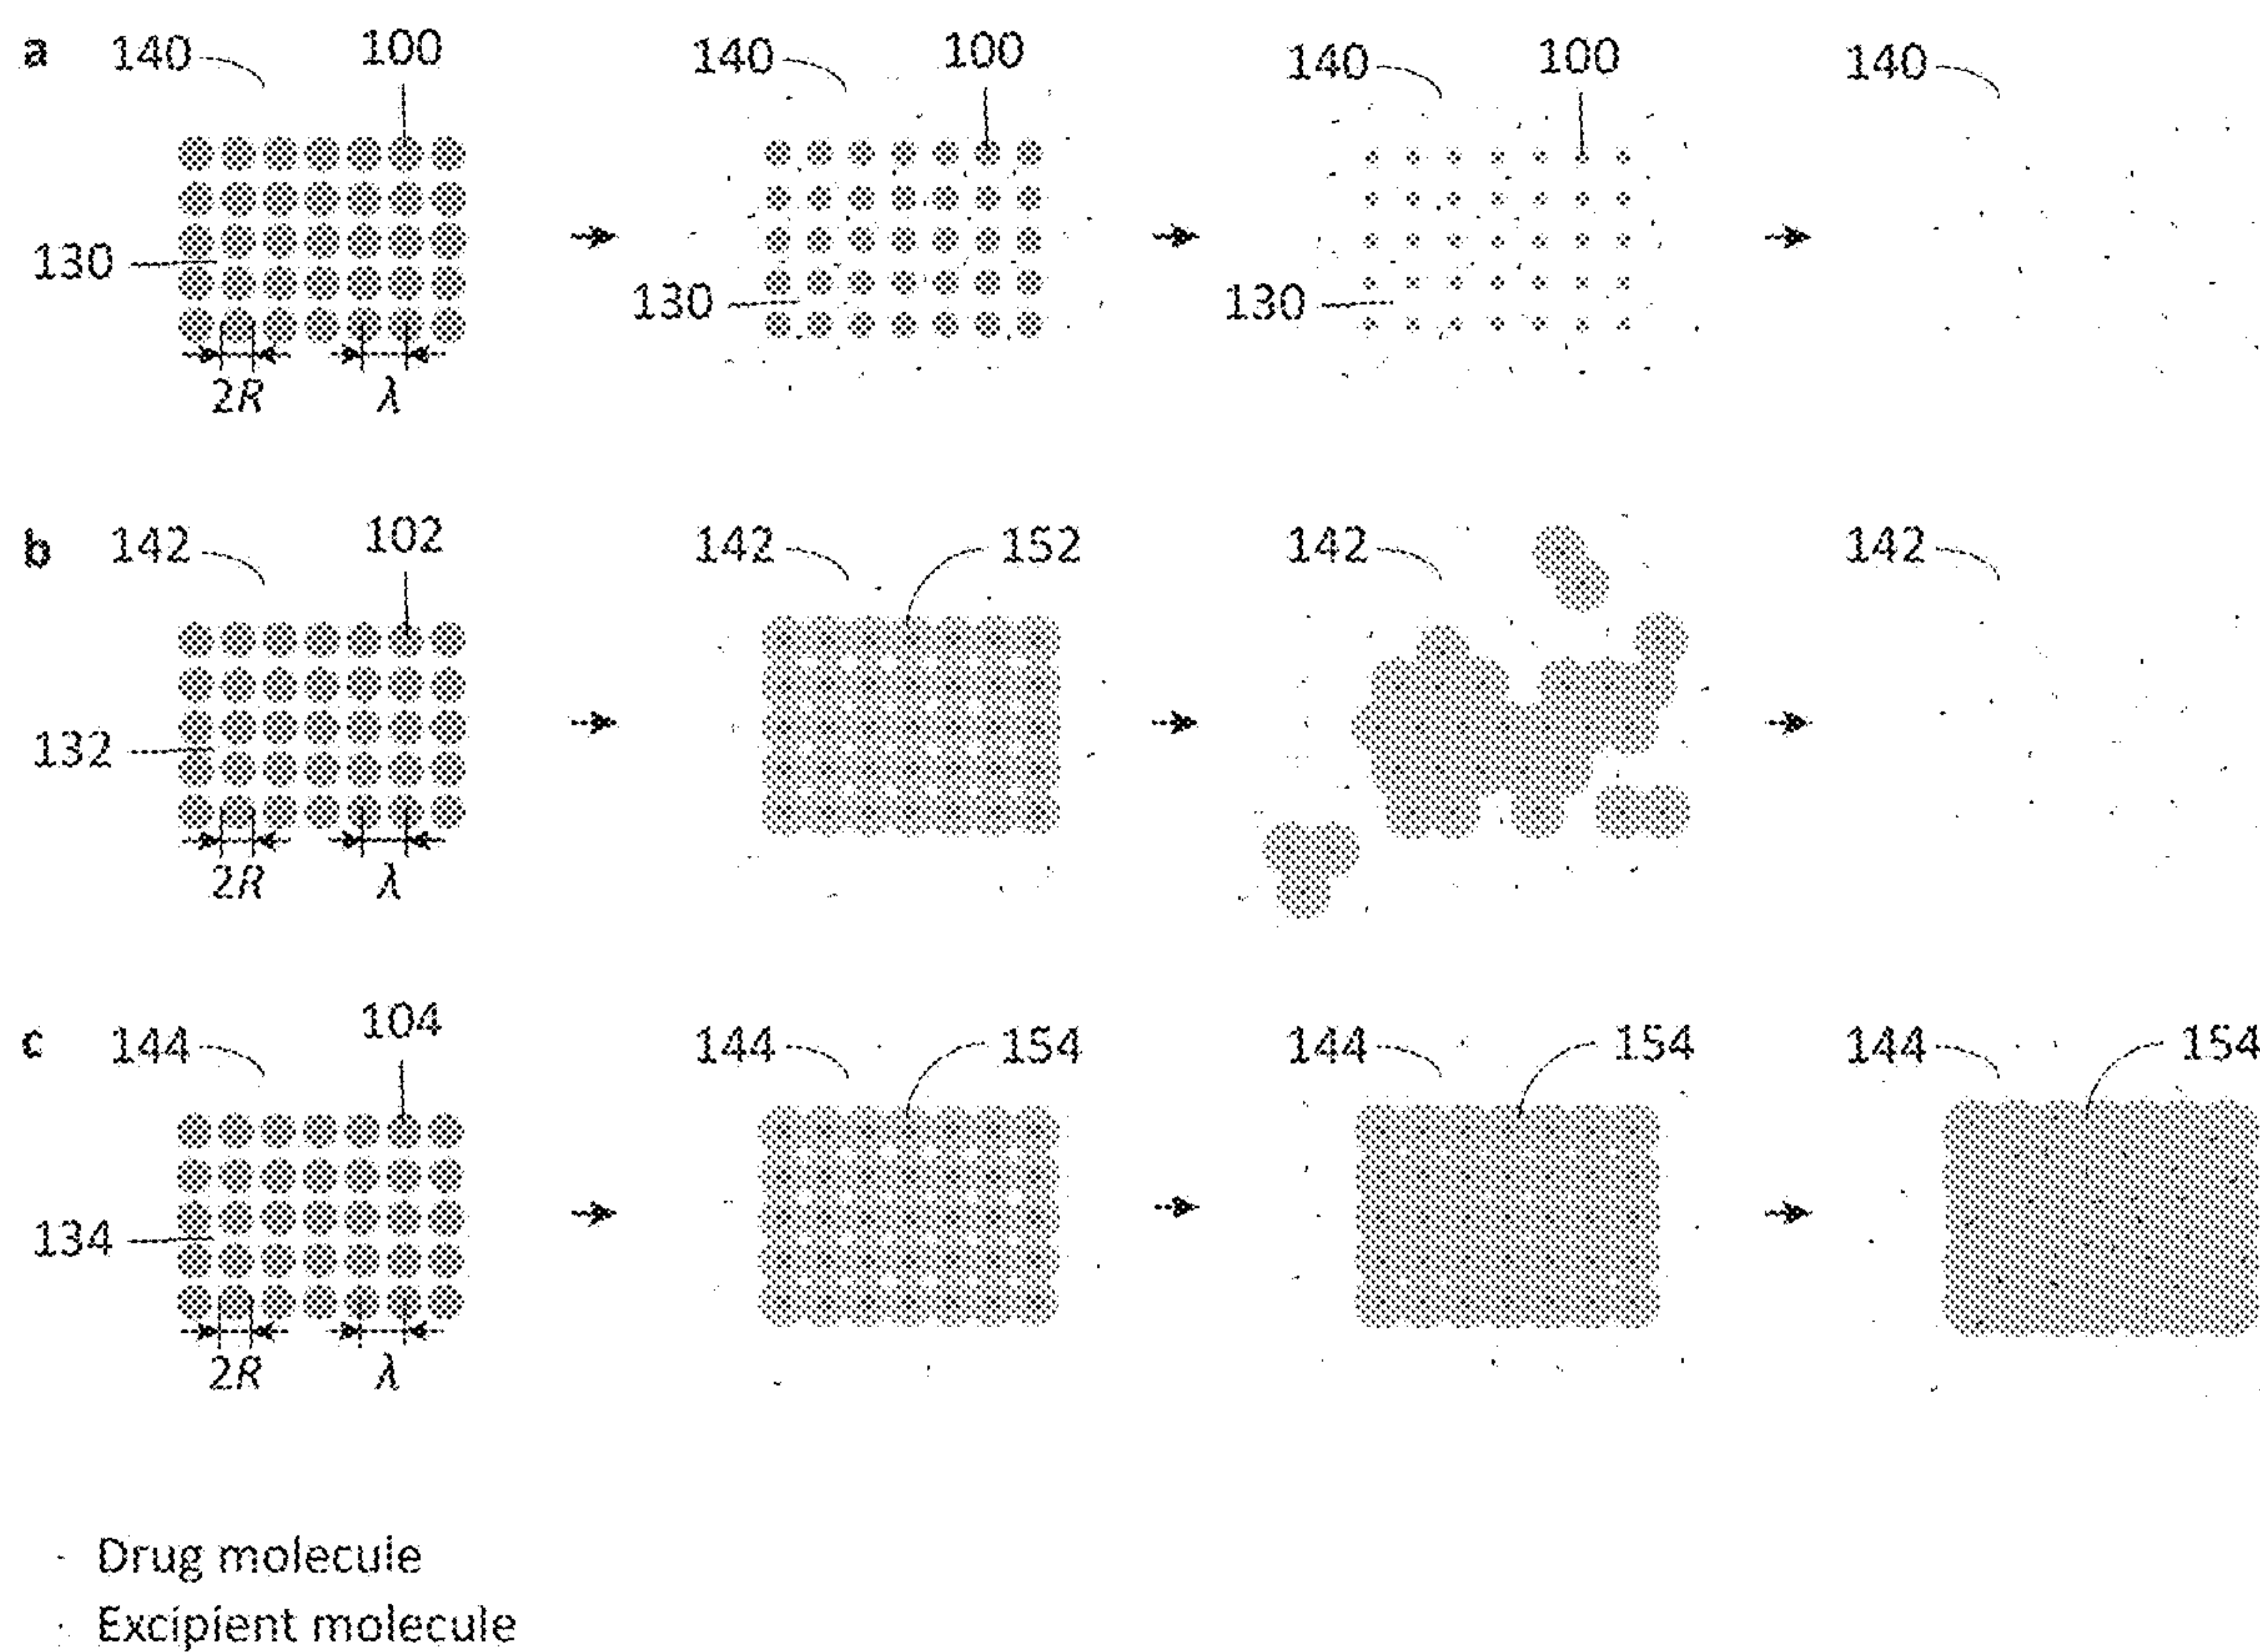 a 140 100 140 100 140 100 140
130 130 130
2R λ
b 142 102 142 152 142 142
132
2R λ
c 144 104 144 154 144 154 144 154
134
2R λ
Drug molecule
Excipient molecule